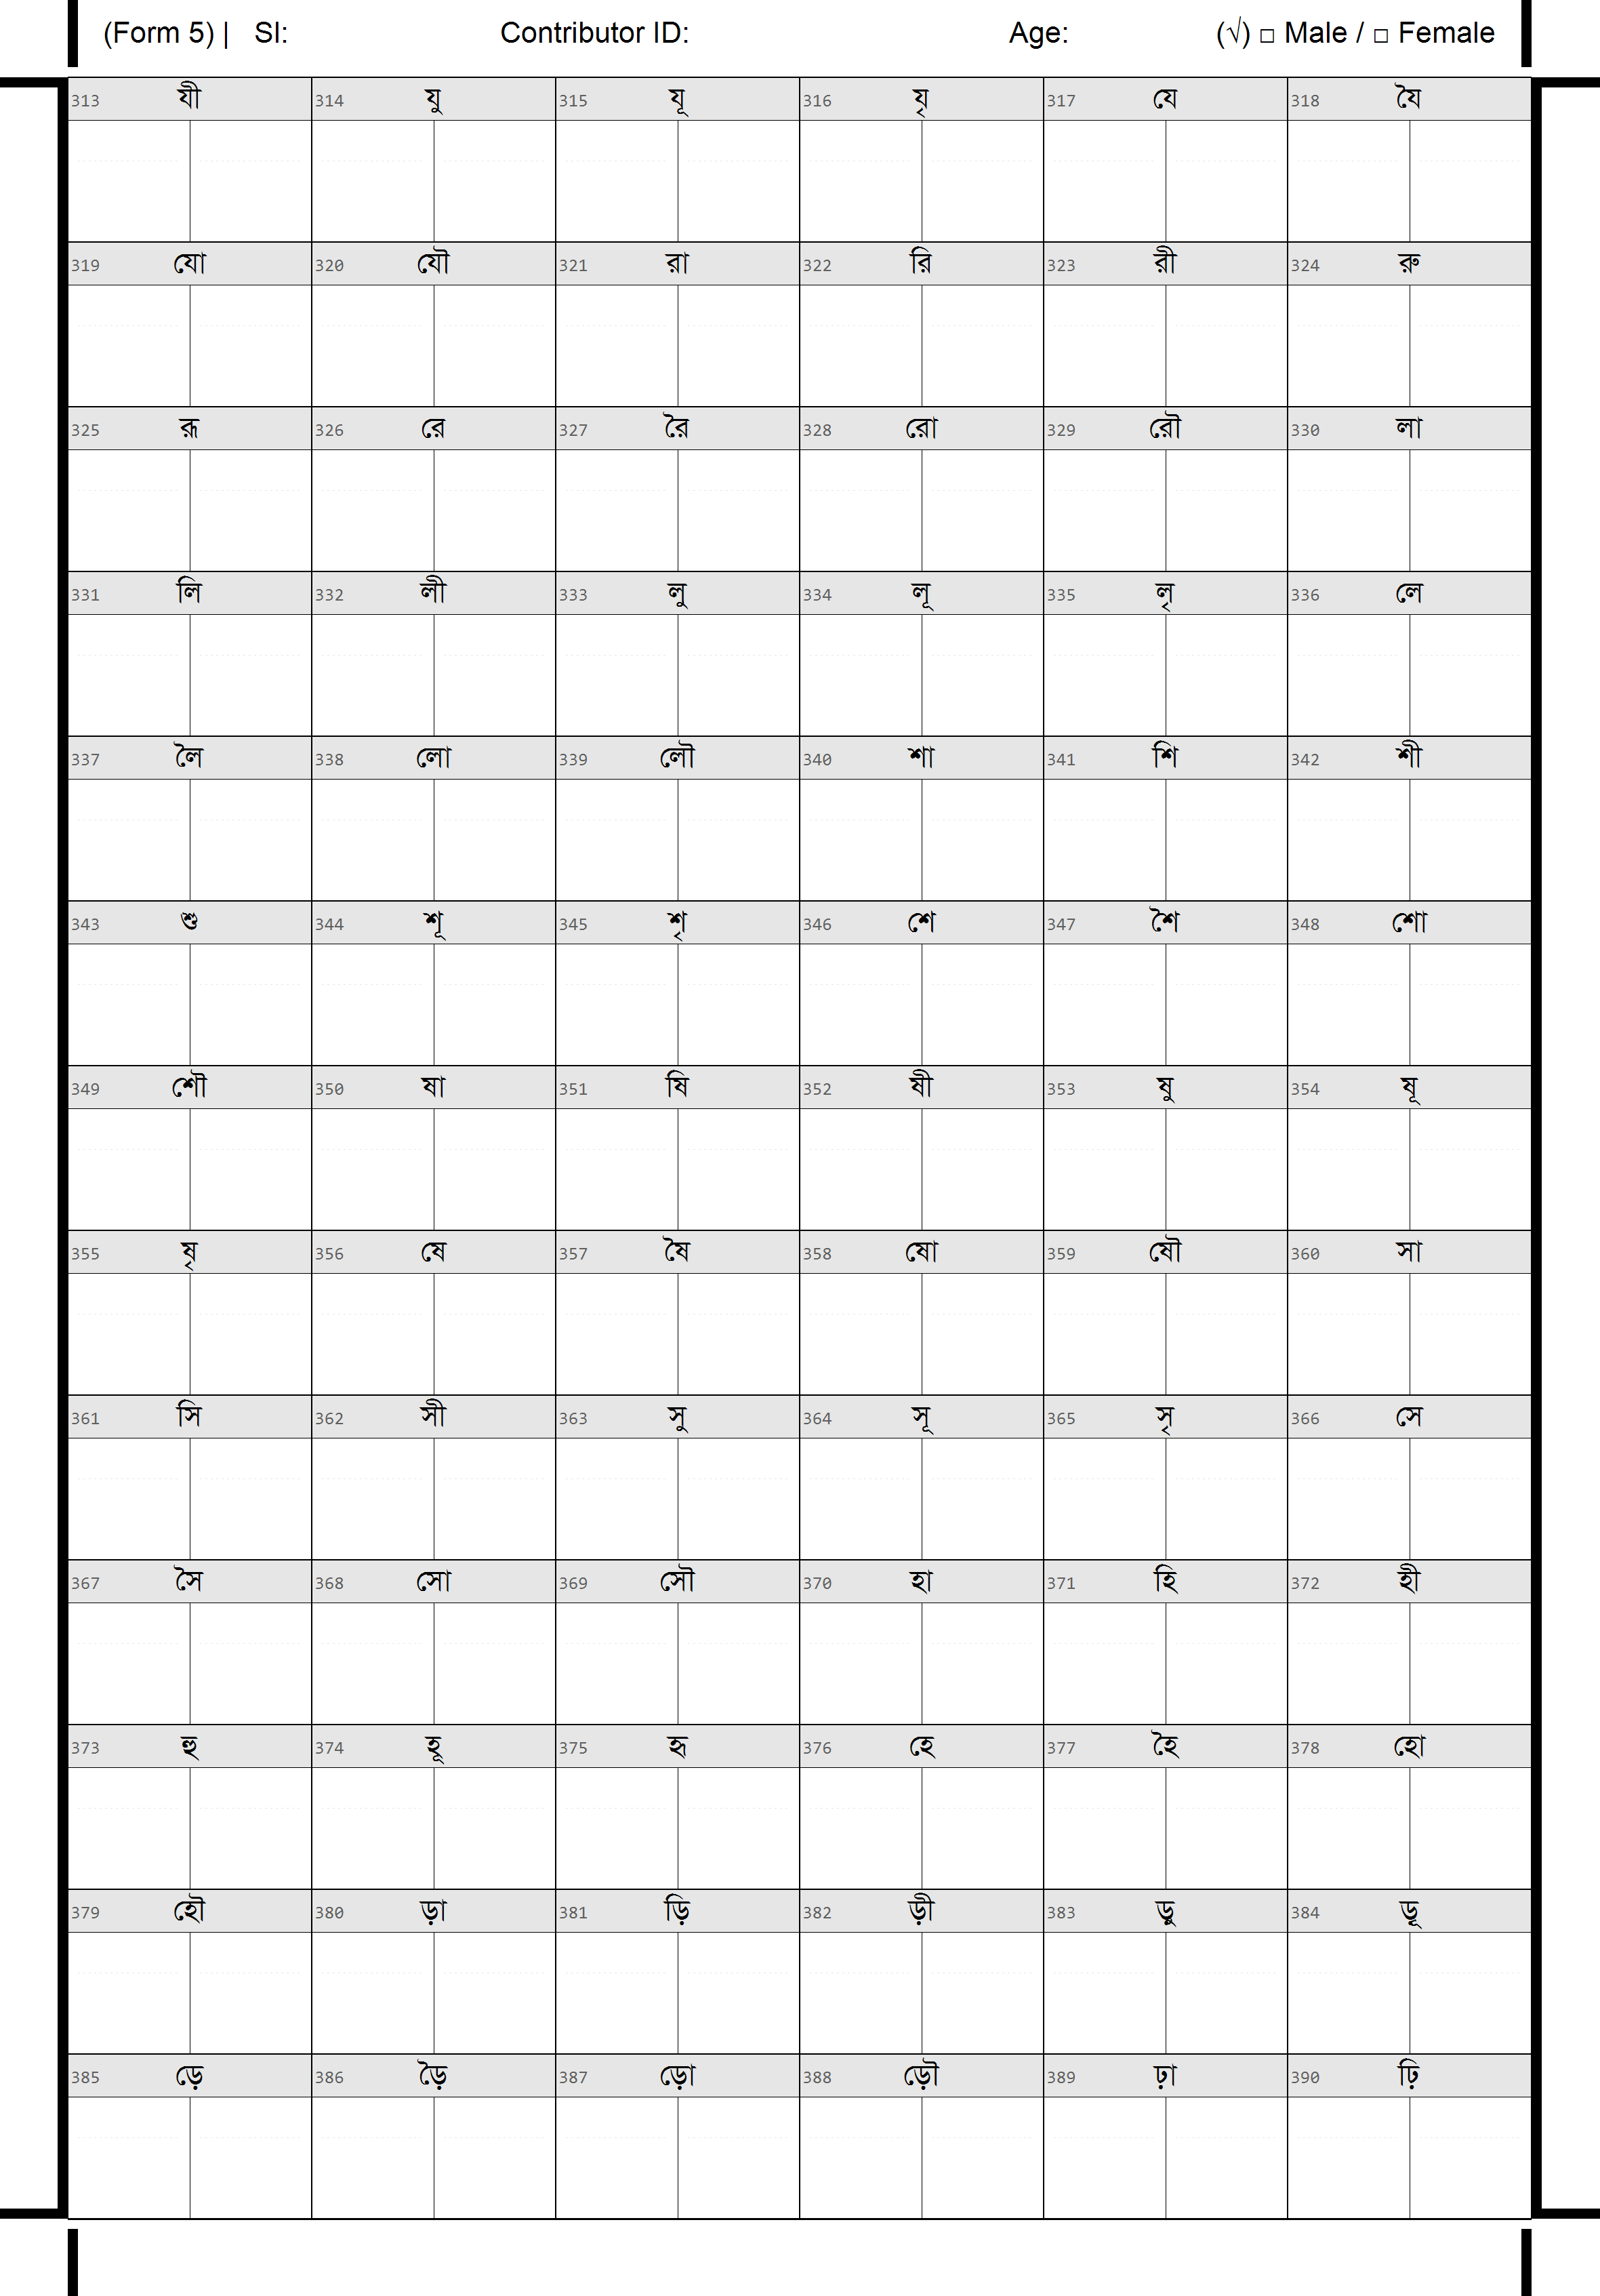 (Form 5) | Sl: Contributor ID: Age: (√) □ Male / □ Female
313 যী 314 যু 315 যূ 316 যৃ 317 যে 318 যৈ
319 যো 320 যৌ 321 রা 322 রি 323 রী 324 রু
325 রূ 326 রে 327 রৈ 328 রো 329 রৌ 330 লা
331 লি 332 লী 333 লু 334 লূ 335 লৃ 336 লে
337 লৈ 338 লো 339 লৌ 340 শা 341 শি 342 শী
343 শু 344 শূ 345 শৃ 346 শে 347 শৈ 348 শো
349 শৌ 350 ষা 351 ষি 352 ষী 353 ষু 354 ষূ
355 ষৃ 356 ষে 357 ষৈ 358 ষো 359 ষৌ 360 সা
361 সি 362 সী 363 সু 364 সূ 365 সৃ 366 সে
367 সৈ 368 সো 369 সৌ 370 হা 371 হি 372 হী
373 হু 374 হূ 375 হৃ 376 হে 377 হৈ 378 হো
379 হৌ 380 ড়া 381 ড়ি 382 ড়ী 383 ড়ু 384 ড়ূ
385 ড়ে 386 ড়ৈ 387 ড়ো 388 ড়ৌ 389 ঢ়া 390 ঢ়ি